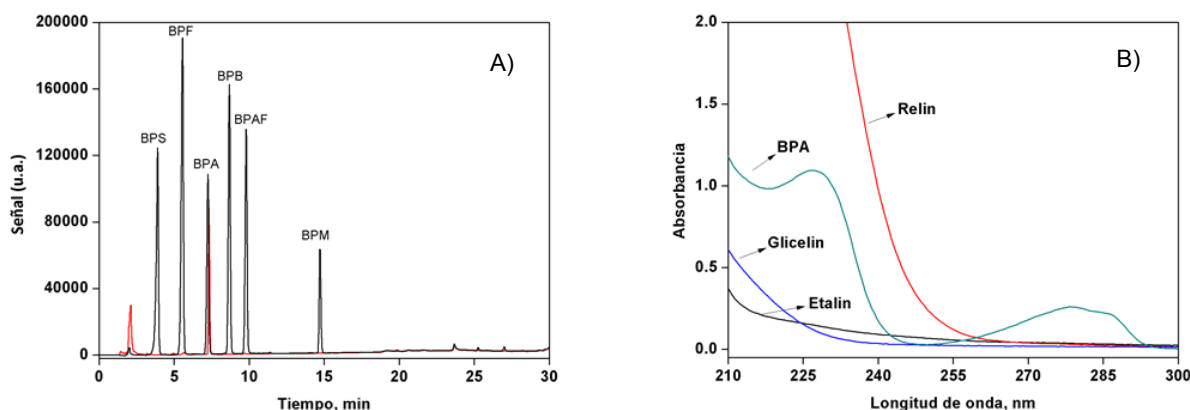 A)
Señal (u.a.)
200000
160000
120000
80000
40000
0
BPS
BPF
BPA
BPB
BPAF
BPM
0 5 10 15 20 25 30
Tiempo, min
B)
Absorbancia
2.0
1.5
1.0
0.5
0.0
Relin
BPA
Glicelin
Etalin
210 225 240 255 270 285 300
Longitud de onda, nm